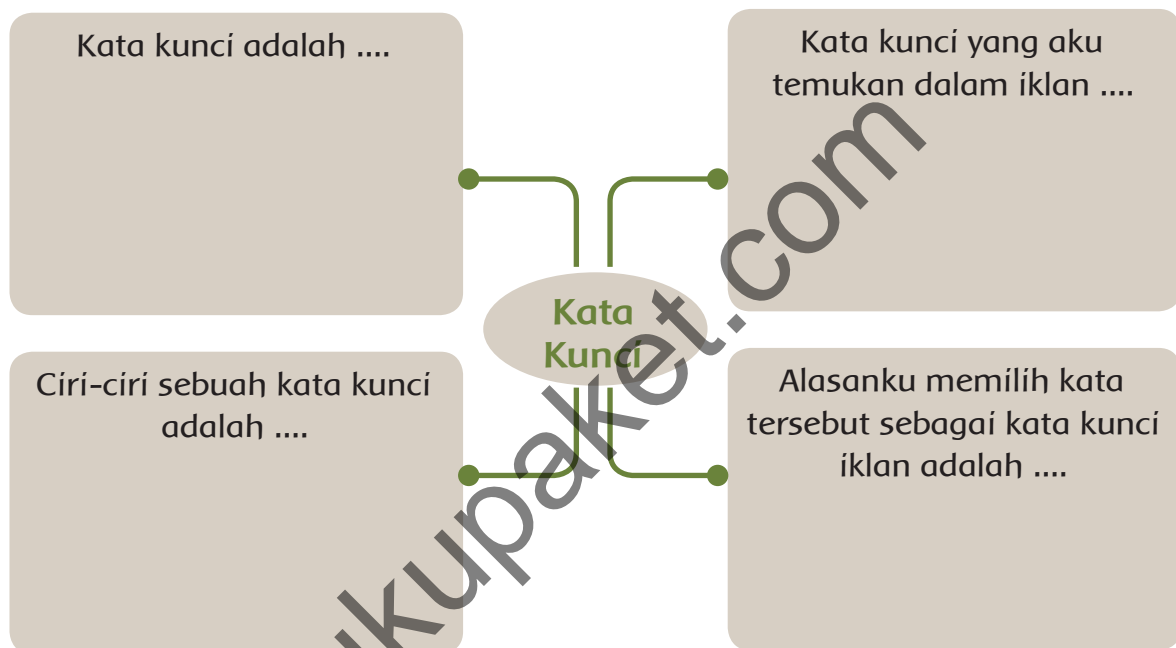 Kata kunci adalah ....
Kata kunci yang aku
temukan dalam iklan ....
Kata
Kunci
Ciri-ciri sebuah kata kunci
adalah ....
Alasanku memilih kata
tersebut sebagai kata kunci
iklan adalah ....
ukupaket.com